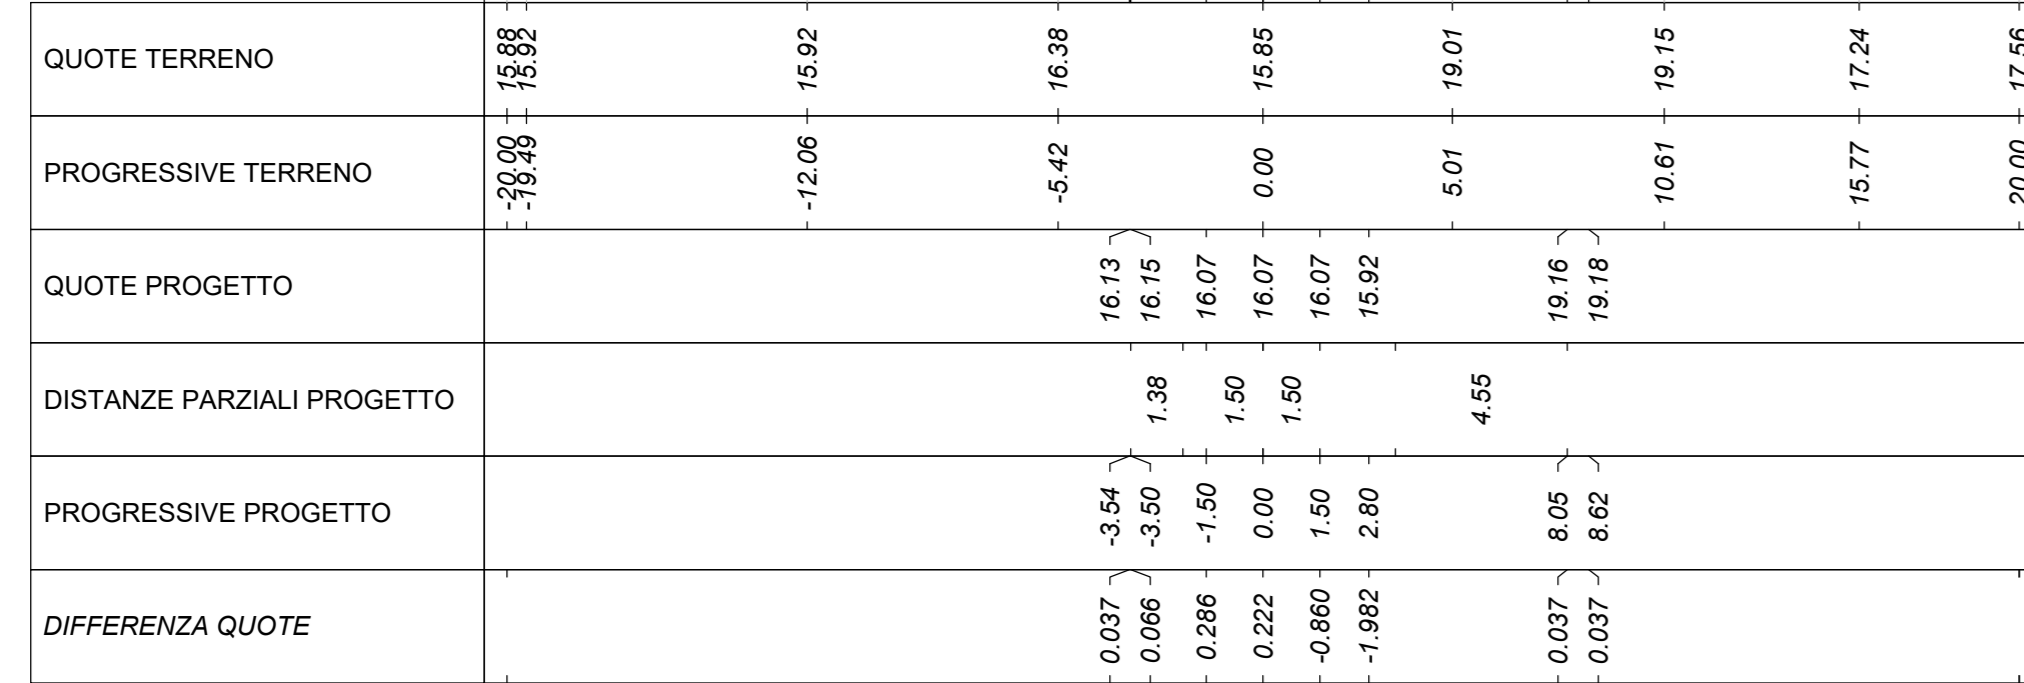 QUOTE TERRENO 15.88 15.92 15.92 16.38 15.85 19.01 19.15 17.24 17.56
PROGRESSIVE TERRENO -20.00 -19.49 -12.06 -5.42 0.00 5.01 10.61 15.77 20.00
QUOTE PROGETTO 16.13 16.15 16.07 16.07 16.07 15.92 19.16 19.18
DISTANZE PARZIALI PROGETTO 1.38 1.50 1.50 4.55
PROGRESSIVE PROGETTO -3.54 -3.50 -1.50 0.00 1.50 2.80 8.05 8.62
DIFFERENZA QUOTE 0.037 0.066 0.286 0.222 -0.860 -1.982 0.037 0.037